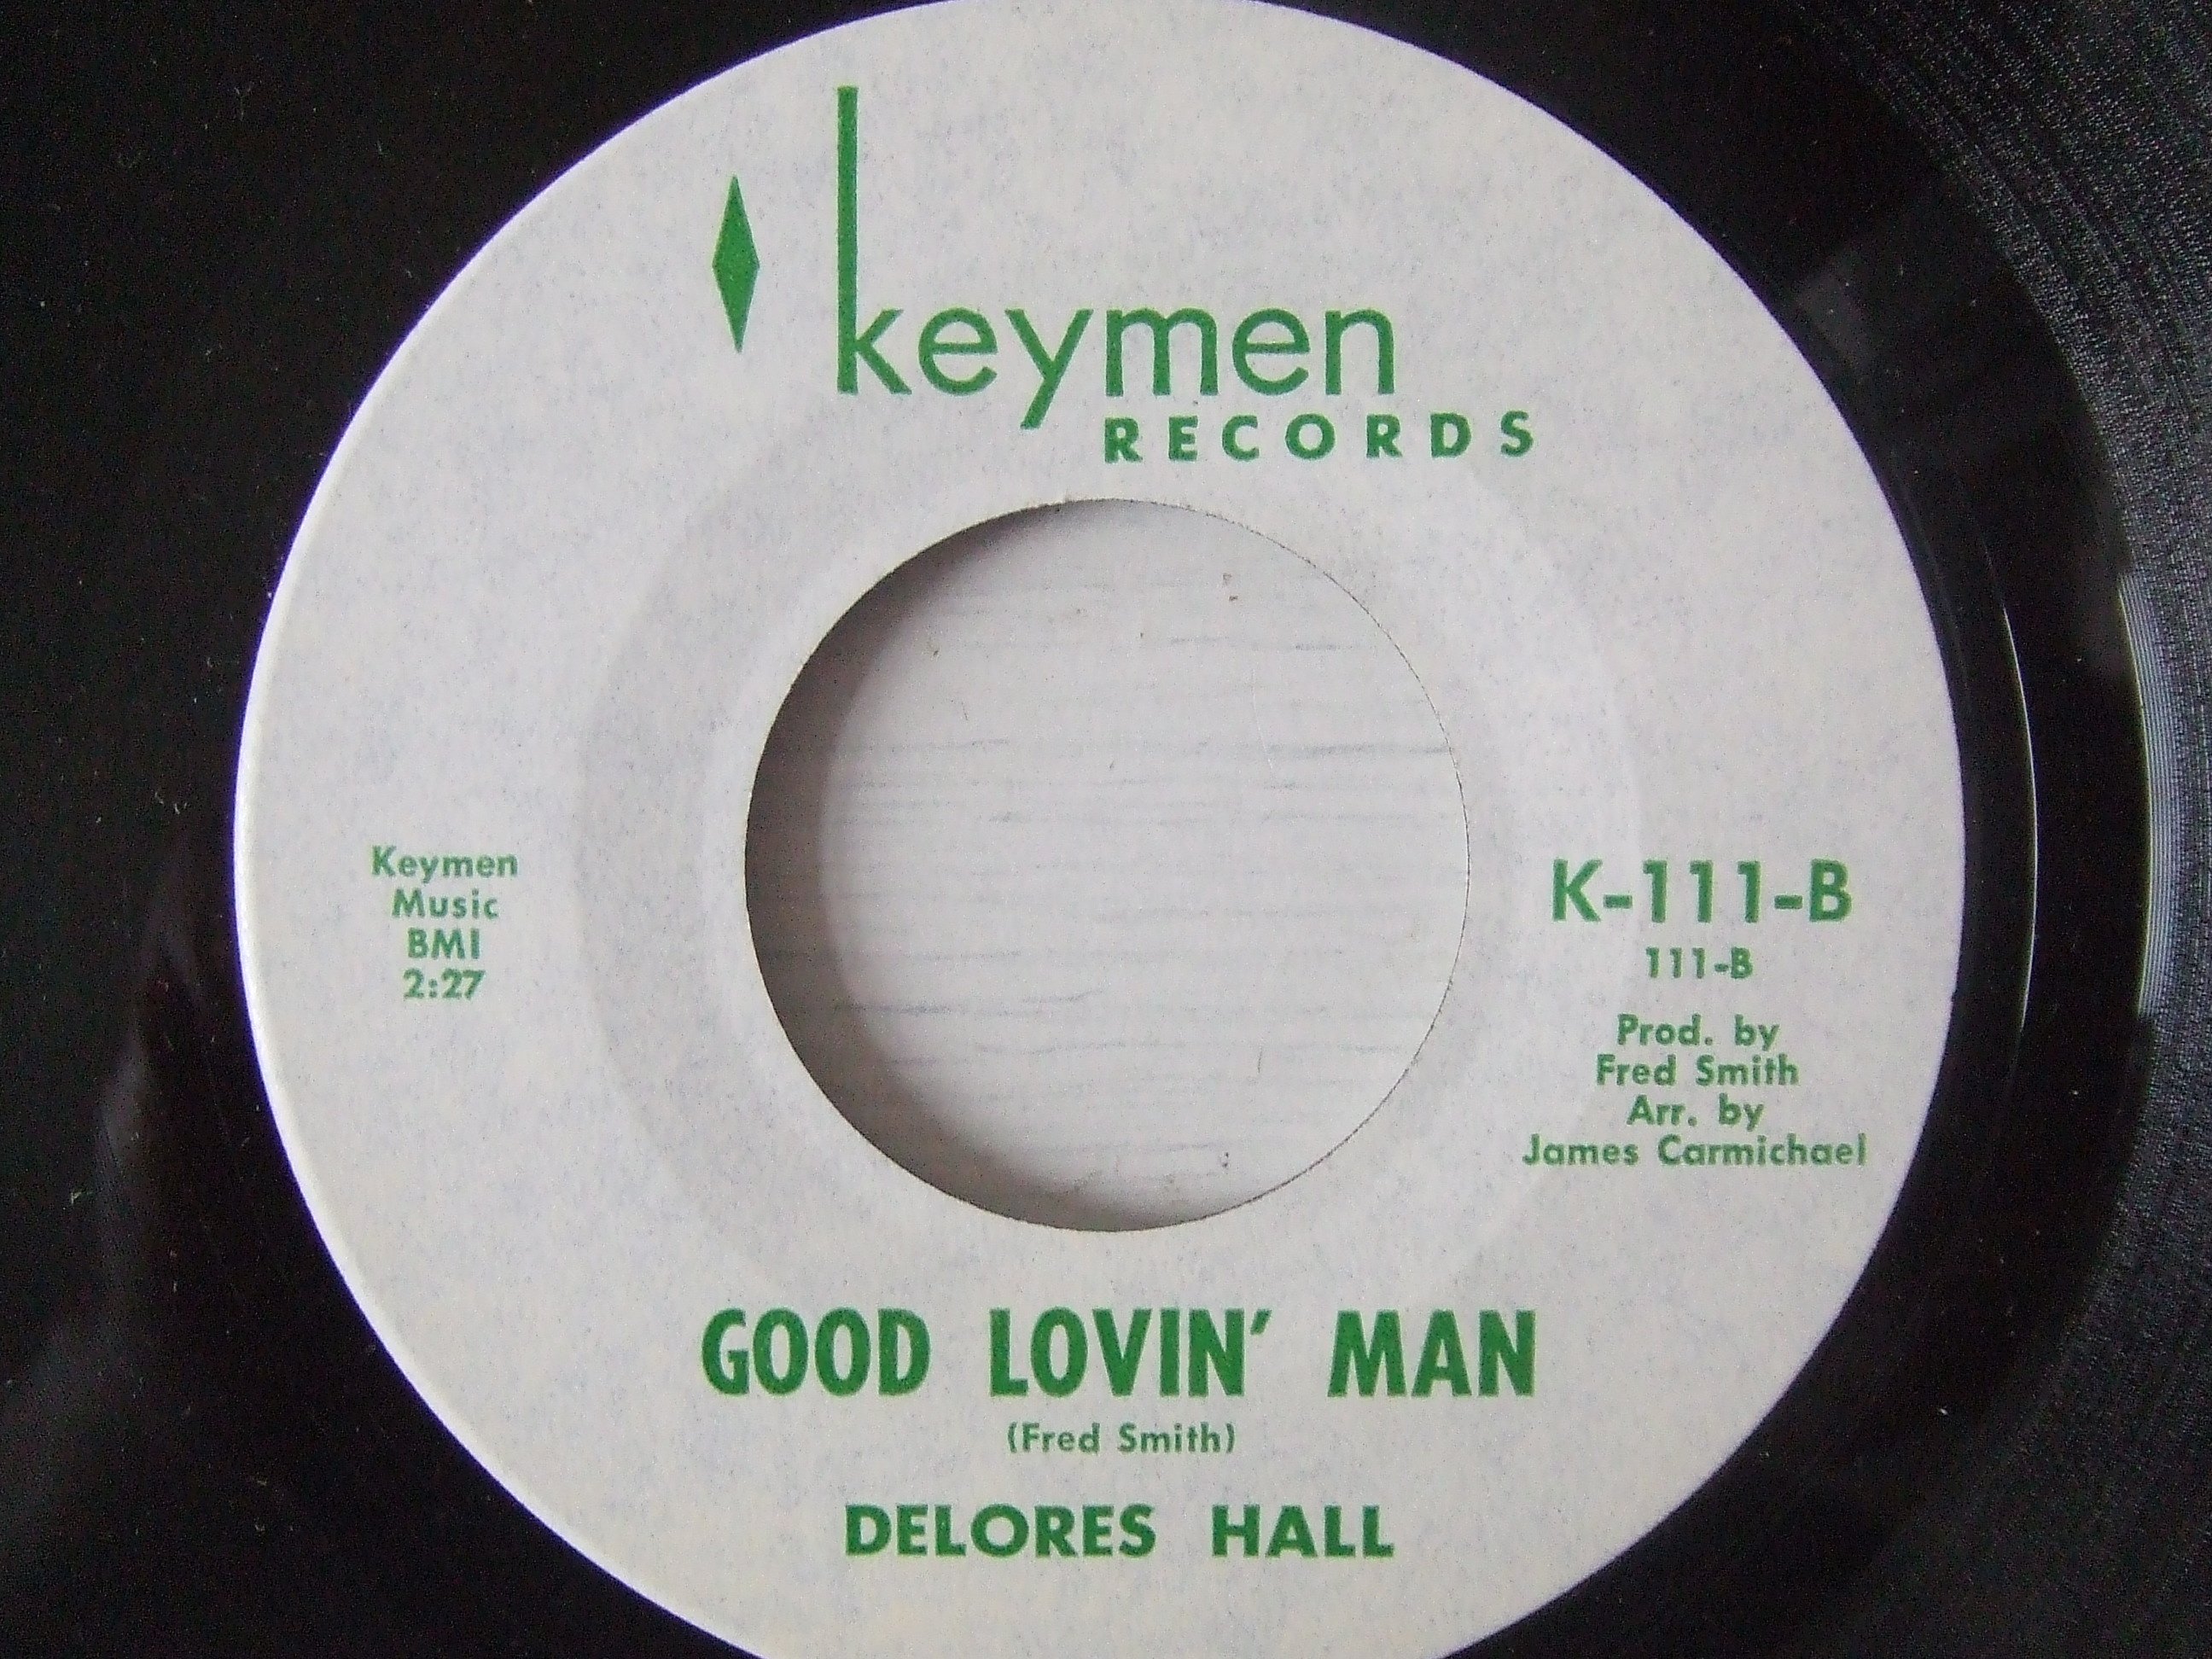 keymen
RECORDS
Keymen
Music
BMI
2:27
K-111-B
111-B
Prod. by
Fred Smith
Arr. by
James Carmichael
GOOD LOVIN' MAN
(Fred Smith)
DELORES HALL